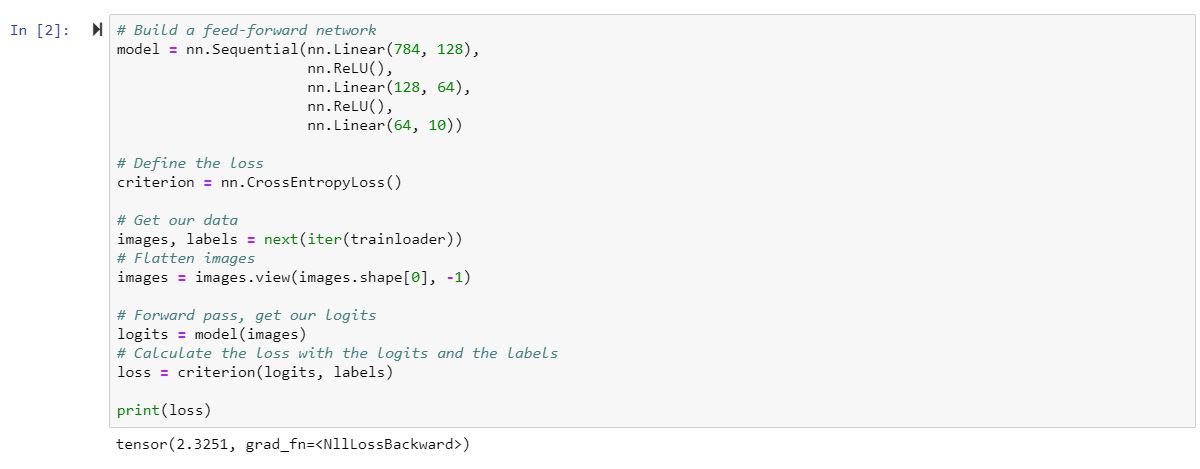 In [2]:
# Build a feed-forward network
model = nn.Sequential(nn.Linear(784, 128),
                      nn.ReLU(),
                      nn.Linear(128, 64),
                      nn.ReLU(),
                      nn.Linear(64, 10))

# Define the loss
criterion = nn.CrossEntropyLoss()

# Get our data
images, labels = next(iter(trainloader))
# Flatten images
images = images.view(images.shape[0], -1)

# Forward pass, get our logits
logits = model(images)
# Calculate the loss with the logits and the labels
loss = criterion(logits, labels)

print(loss)
tensor(2.3251, grad_fn=<NllLossBackward>)